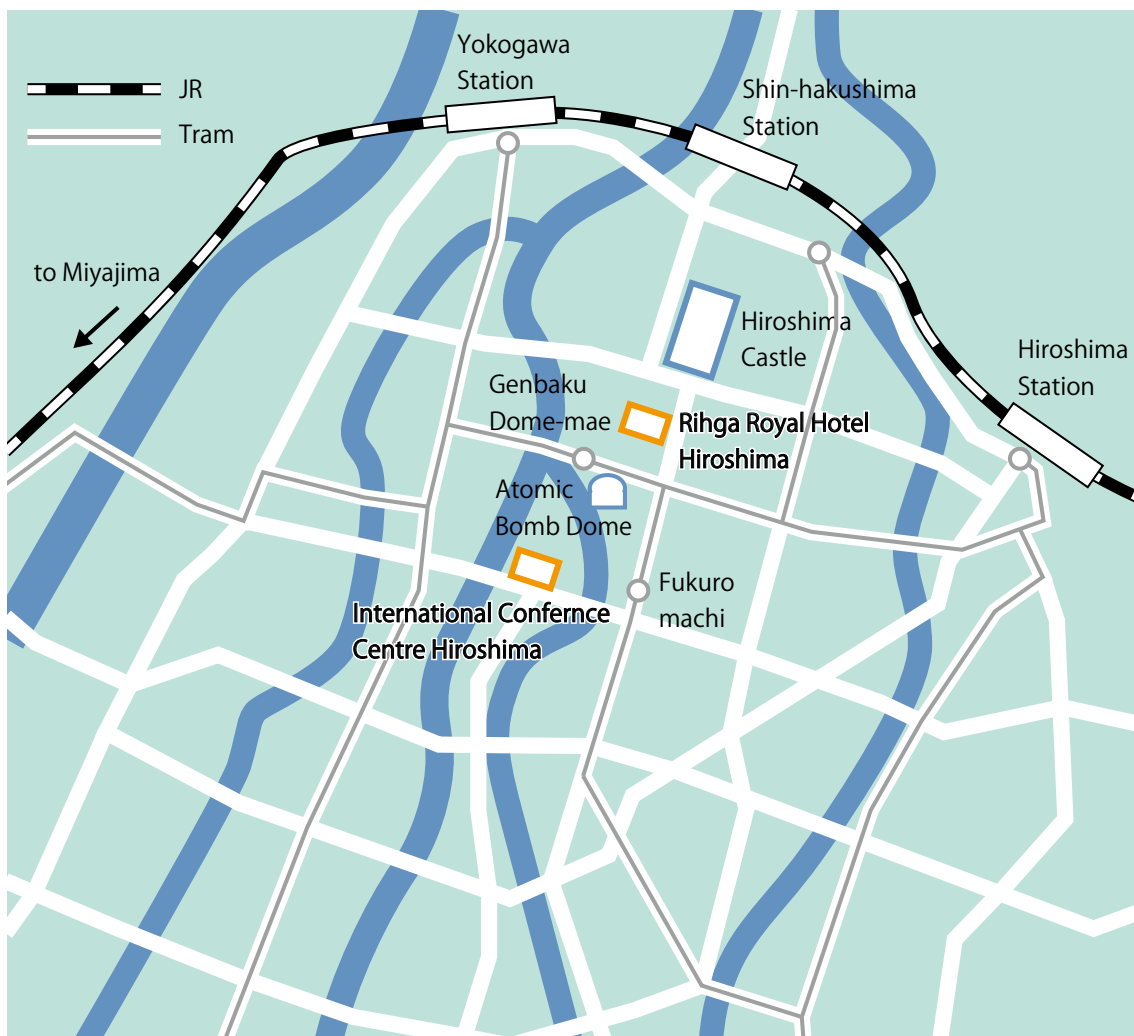 JR
Tram
Yokogawa
Station
Shin-hakushima
Station
to Miyajima
Hiroshima
Castle
Hiroshima
Station
Genbaku
Dome-mae
Rihga Royal Hotel
Hiroshima
Atomic
Bomb Dome
Fukuro
machi
International Confernce
Centre Hiroshima